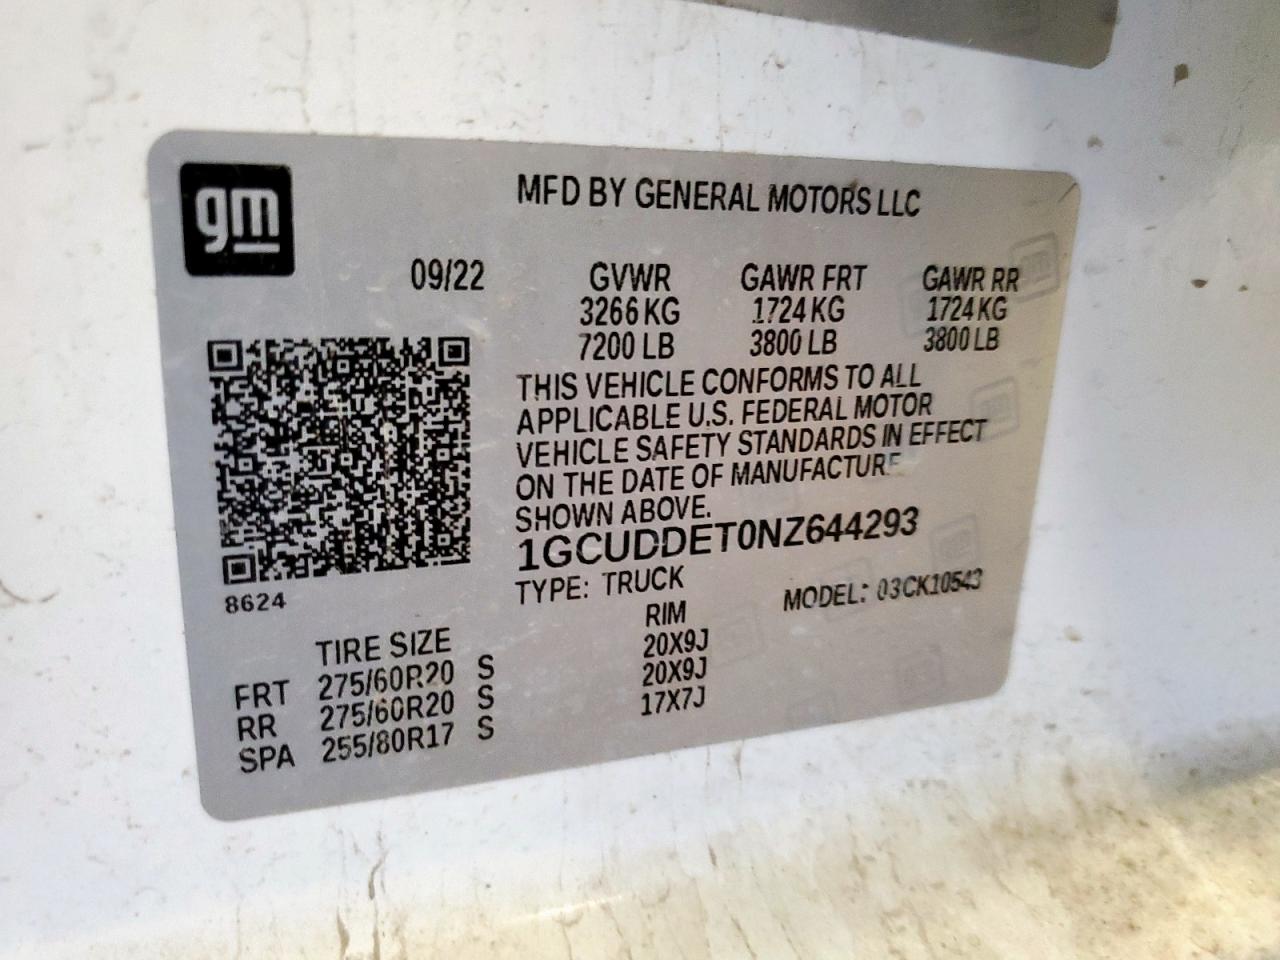 gm
MFD BY GENERAL MOTORS LLC
09/22 GVWR GAWR FRT GAWR RR
3266 KG 1724 KG 1724 KG
7200 LB 3800 LB 3800 LB
THIS VEHICLE CONFORMS TO ALL
APPLICABLE U.S. FEDERAL MOTOR
VEHICLE SAFETY STANDARDS IN EFFECT
ON THE DATE OF MANUFACTURE
SHOWN ABOVE.
1GCUDDET0NZ644293
TYPE: TRUCK MODEL: 03CK10543
8624
TIRE SIZE RIM
FRT 275/60R20 S 20X9J
RR 275/60R20 S 20X9J
SPA 255/80R17 S 17X7J